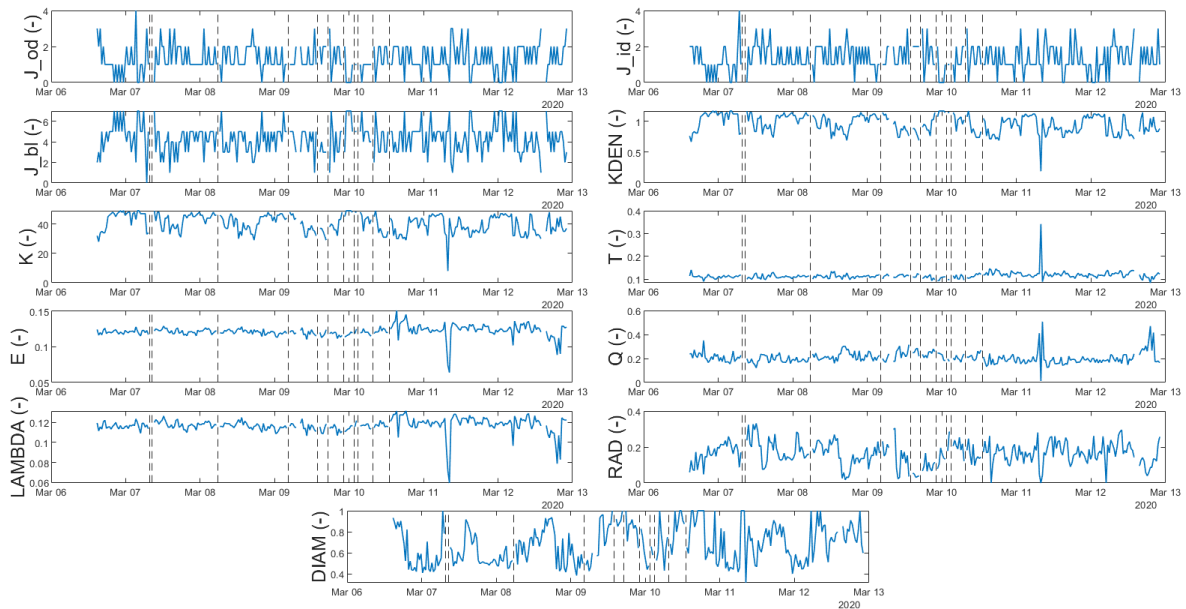 4
2
0
J_od (-)
Mar 06 Mar 07 Mar 08 Mar 09 Mar 10 Mar 11 Mar 12 Mar 13
2020
4
2
0
J_id (-)
Mar 06 Mar 07 Mar 08 Mar 09 Mar 10 Mar 11 Mar 12 Mar 13
2020
6
4
2
0
J_bl (-)
Mar 06 Mar 07 Mar 08 Mar 09 Mar 10 Mar 11 Mar 12 Mar 13
2020
1
0.5
0
KDEN (-)
Mar 06 Mar 07 Mar 08 Mar 09 Mar 10 Mar 11 Mar 12 Mar 13
2020
40
20
0
K (-)
Mar 06 Mar 07 Mar 08 Mar 09 Mar 10 Mar 11 Mar 12 Mar 13
2020
0.4
0.3
0.2
0.1
T (-)
Mar 06 Mar 07 Mar 08 Mar 09 Mar 10 Mar 11 Mar 12 Mar 13
2020
0.15
0.1
0.05
E (-)
Mar 06 Mar 07 Mar 08 Mar 09 Mar 10 Mar 11 Mar 12 Mar 13
2020
0.6
0.4
0.2
0
Q (-)
Mar 06 Mar 07 Mar 08 Mar 09 Mar 10 Mar 11 Mar 12 Mar 13
2020
0.12
0.1
0.08
0.06
LAMBDA (-)
Mar 06 Mar 07 Mar 08 Mar 09 Mar 10 Mar 11 Mar 12 Mar 13
2020
0.4
0.2
0
RAD (-)
Mar 06 Mar 07 Mar 08 Mar 09 Mar 10 Mar 11 Mar 12 Mar 13
2020
1
0.8
0.6
0.4
DIAM (-)
Mar 06 Mar 07 Mar 08 Mar 09 Mar 10 Mar 11 Mar 12 Mar 13
2020